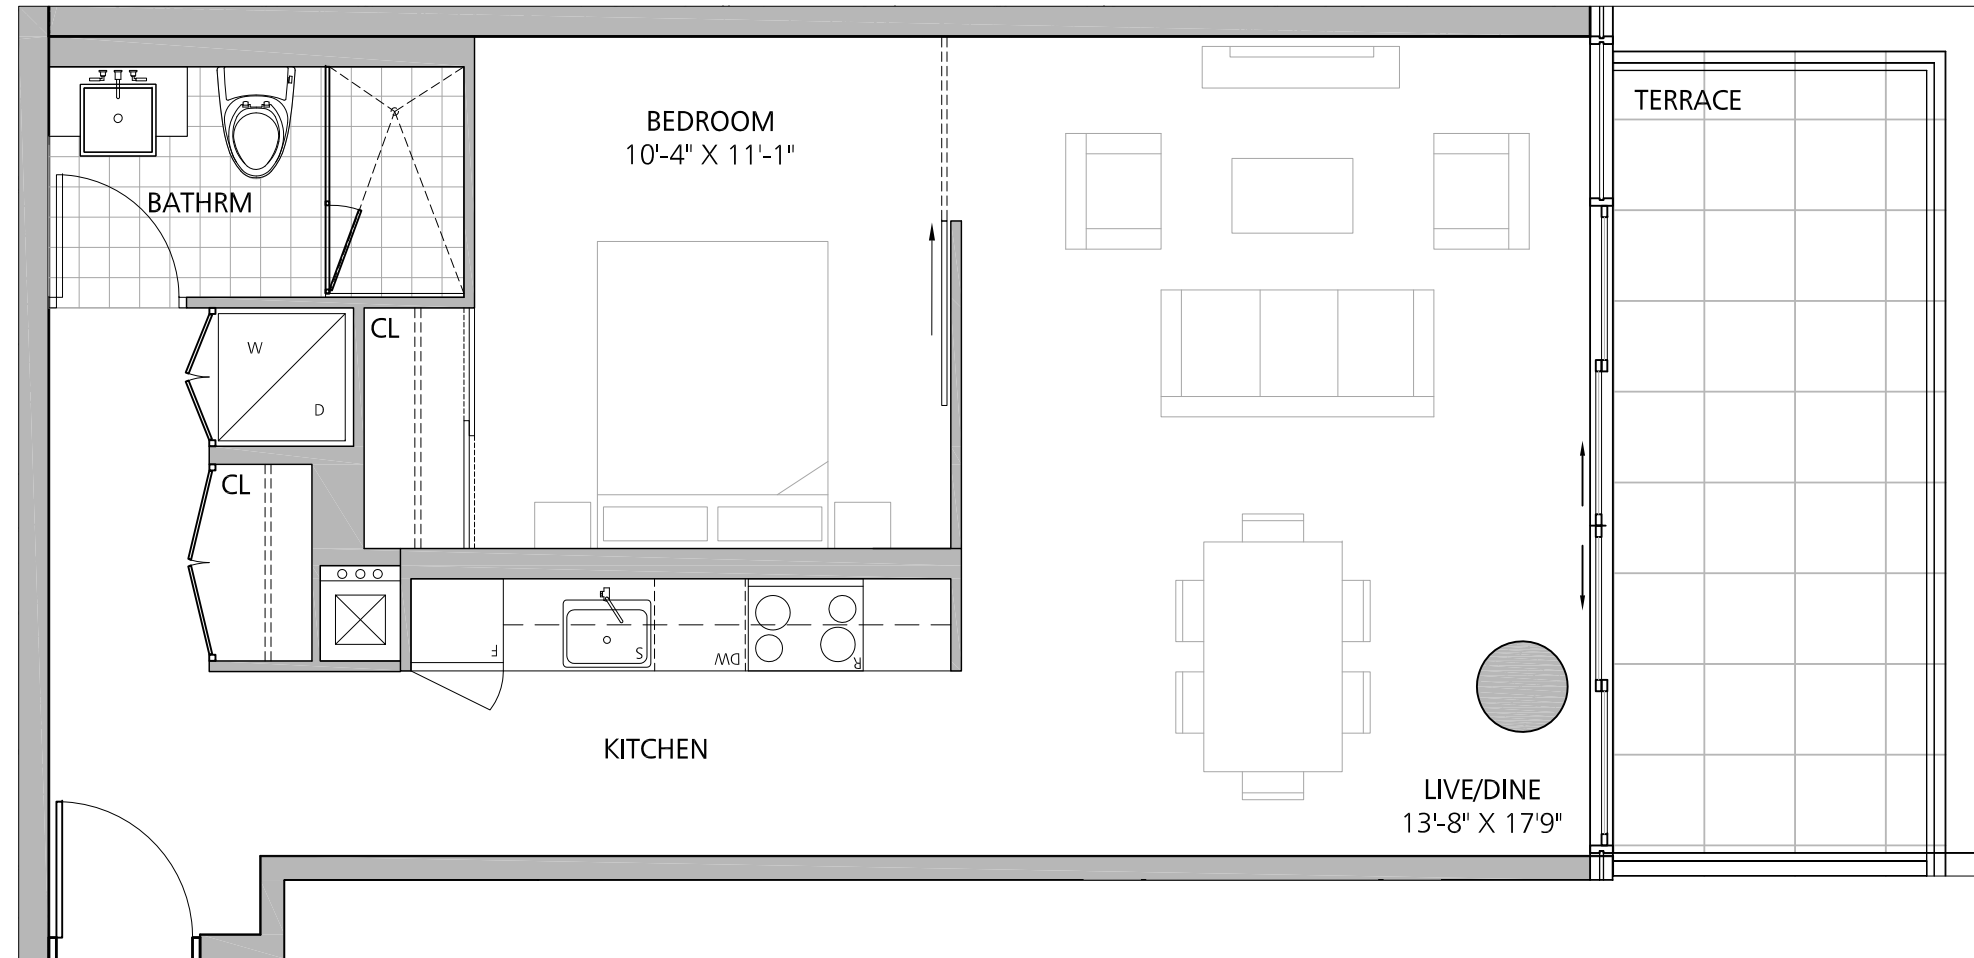 TERRACE
BEDROOM
10'-4" X 11'-1"
BATHRM
CL
W
D
CL
F
S
DW
R
KITCHEN
LIVE/DINE
13'-8" X 17'9"